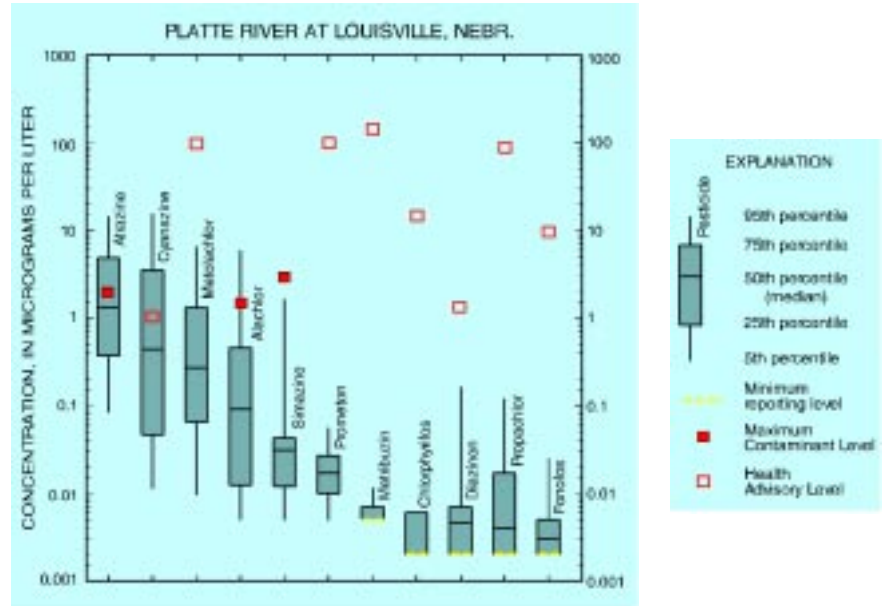 PLATTE RIVER AT LOUISVILLE, NEBR.
CONCENTRATION, IN MICROGRAMS PER LITER
1000
100
10
1
0.1
0.01
0.001
Atrazine
Cyanazine
Metolachlor
Alachlor
Simazine
Prometon
Metribuzin
Chlorphyrifos
Diazinon
Propachlor
Fonofos
1000
100
10
1
0.1
0.01
0.001
EXPLANATION
Pesticide
95th percentile
75th percentile
50th percentile
(median)
25th percentile
5th percentile
Minimum
reporting level
Maximum
Contaminant Level
Health
Advisory Level